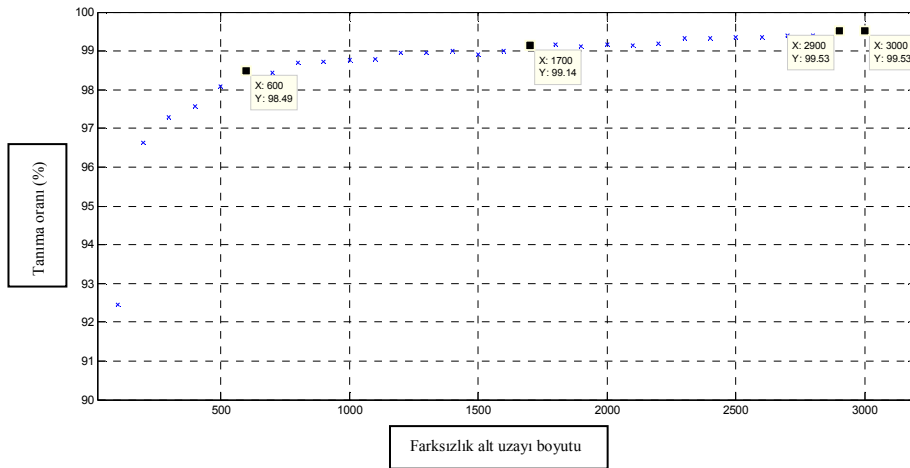 100
99
98
97
96
95
94
93
92
91
90
Tanıma oranı (%)
X: 600
Y: 98.49
X: 1700
Y: 99.14
X: 2900
Y: 99.53
X: 3000
Y: 99.53
500
1000
1500
2000
2500
3000
Farksızlık alt uzayı boyutu